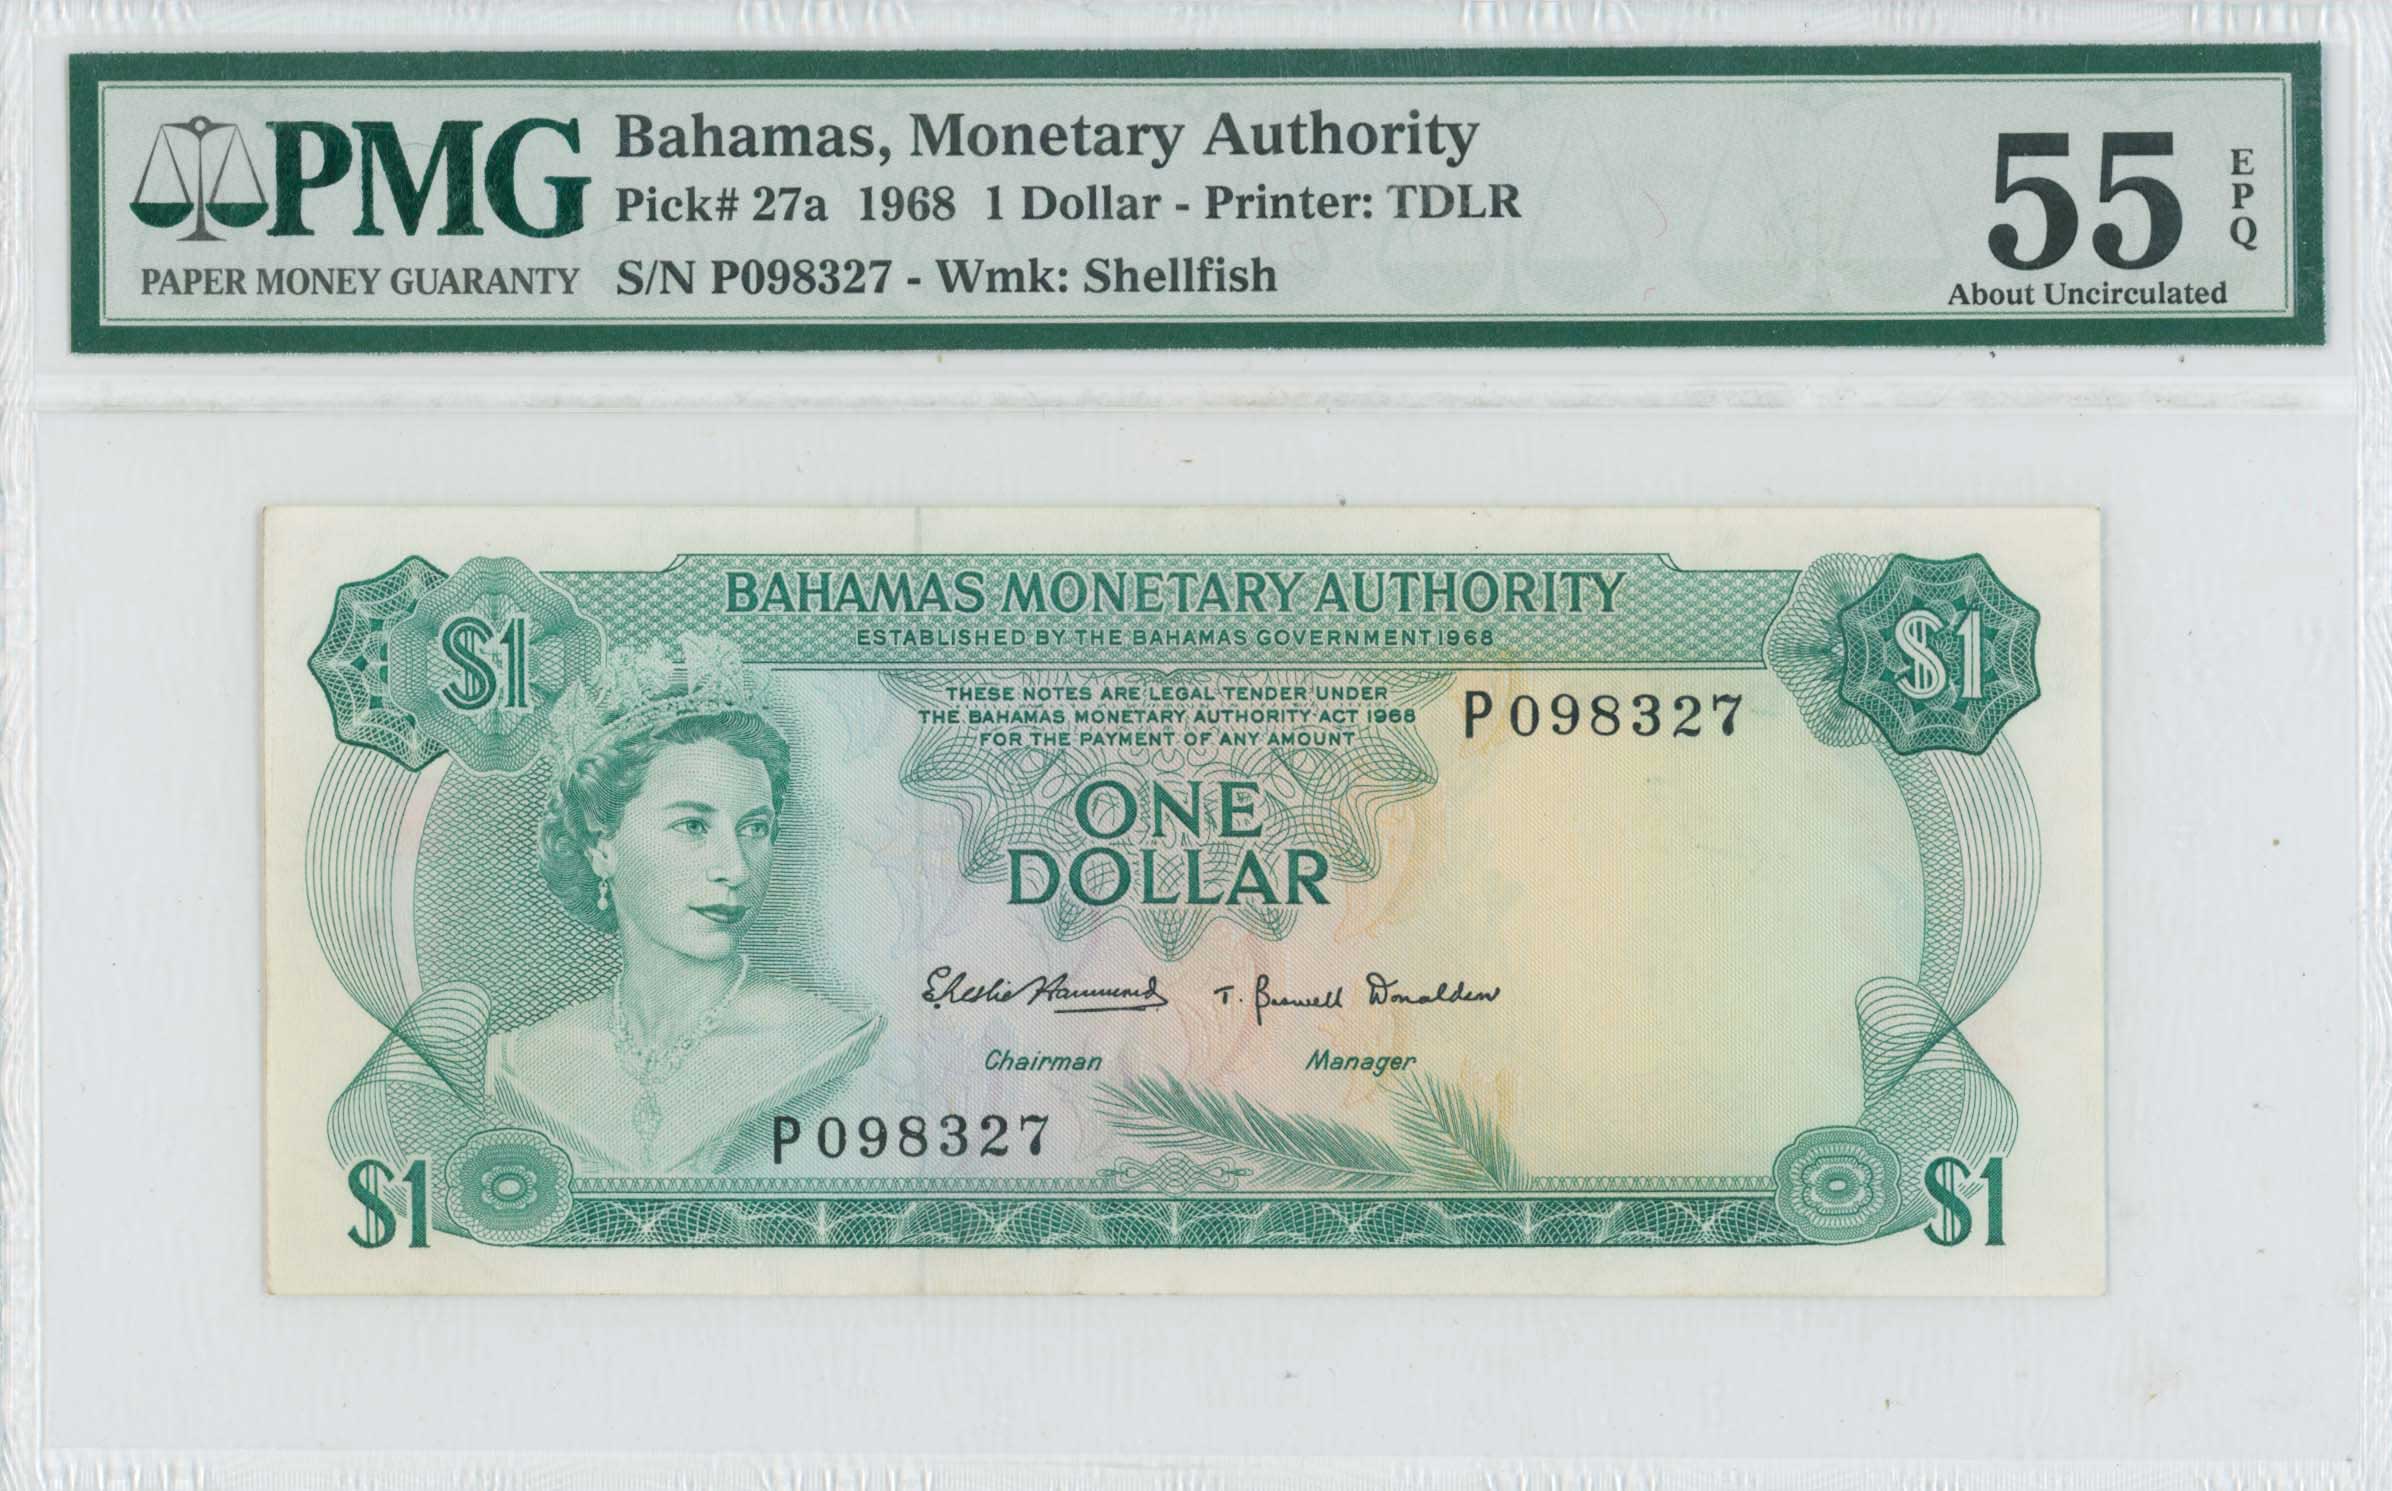 PMG
PAPER MONEY GUARANTY
Bahamas, Monetary Authority
Pick# 27a 1968 1 Dollar - Printer: TDLR
S/N P098327 - Wmk: Shellfish
55
EPQ
About Uncirculated
$1
BAHAMAS MONETARY AUTHORITY
ESTABLISHED BY THE BAHAMAS GOVERNMENT 1968
$1
THESE NOTES ARE LEGAL TENDER UNDER
THE BAHAMAS MONETARY AUTHORITY ACT 1968
FOR THE PAYMENT OF ANY AMOUNT
P098327
ONE
DOLLAR
T. Baswell Donaldson
Chairman
Manager
P098327
$1
$1